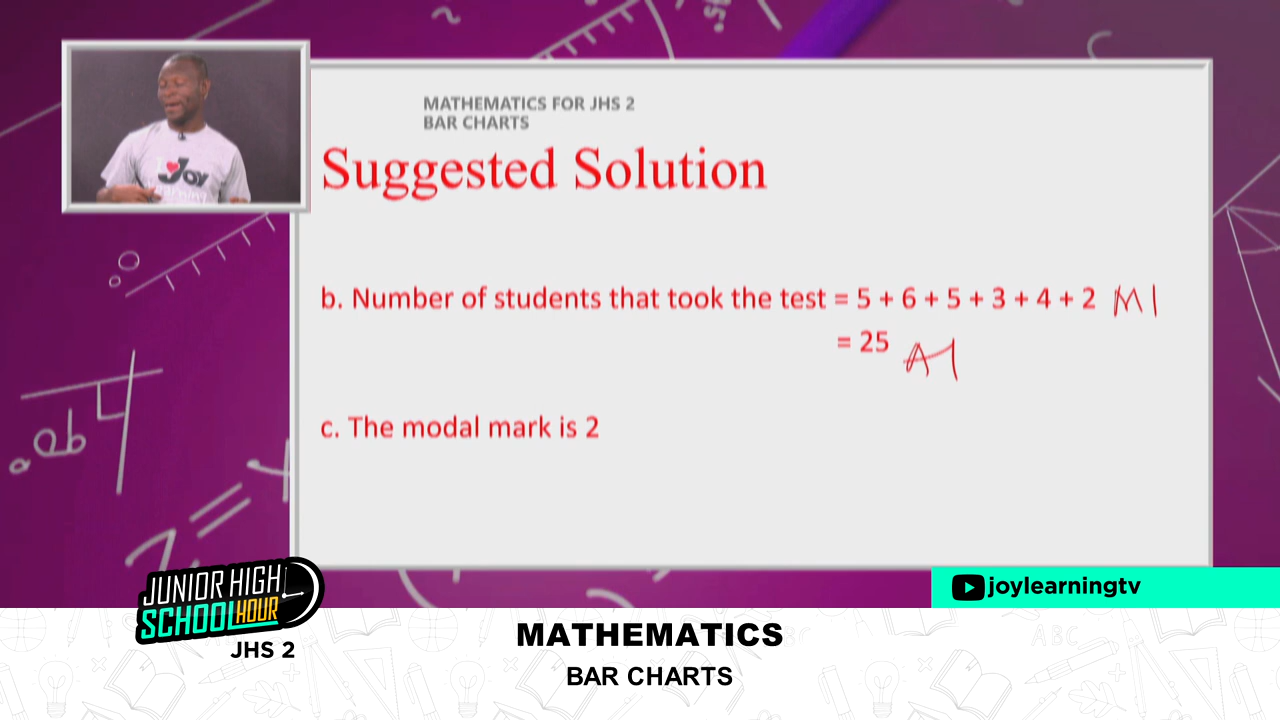 MATHEMATICS FOR JHS 2
BAR CHARTS
Suggested Solution
b. Number of students that took the test = 5 + 6 + 5 + 3 + 4 + 2 M1
= 25 A1
c. The modal mark is 2
JOY
JUNIOR HIGH
SCHOOL HOUR
JHS 2
joylearningtv
MATHEMATICS
BAR CHARTS